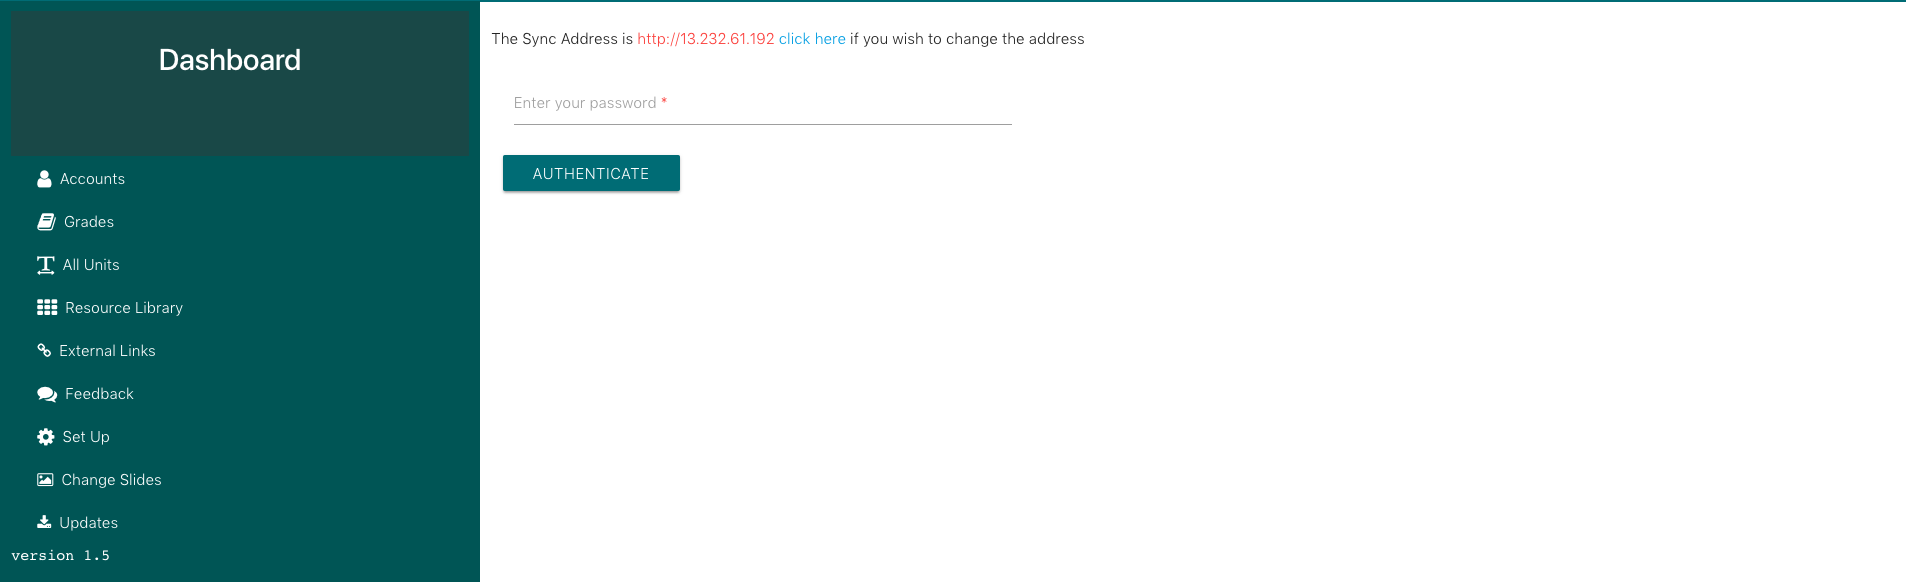 Dashboard
Accounts
Grades
All Units
Resource Library
External Links
Feedback
Set Up
Change Slides
Updates
version 1.5
The Sync Address is http://13.232.61.192 click here if you wish to change the address
Enter your password *
AUTHENTICATE